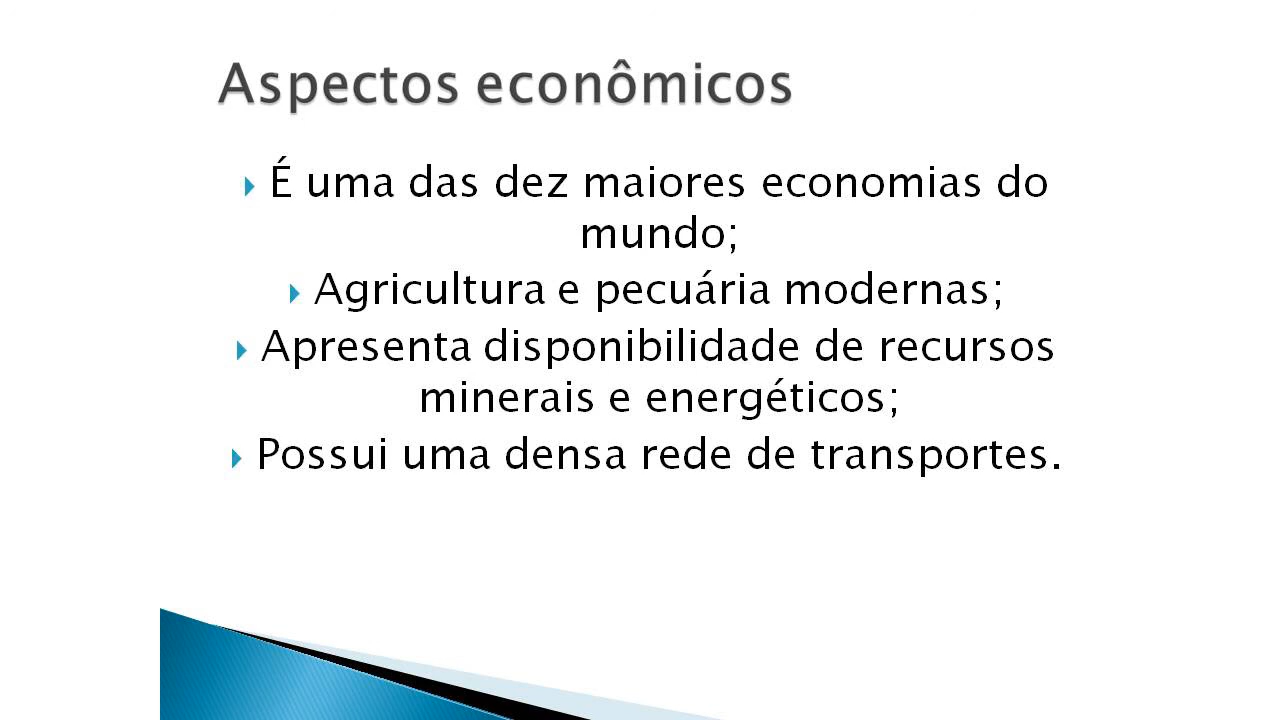 Aspectos econômicos
É uma das dez maiores economias do
mundo;
Agricultura e pecuária modernas;
Apresenta disponibilidade de recursos
minerais e energéticos;
Possui uma densa rede de transportes.